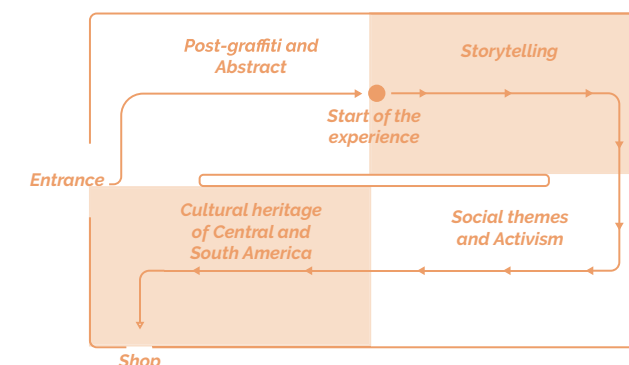 Post-graffiti and
Abstract
Storytelling
Start of the
experience
Entrance
Cultural heritage
of Central and
South America
Social themes
and Activism
Shop